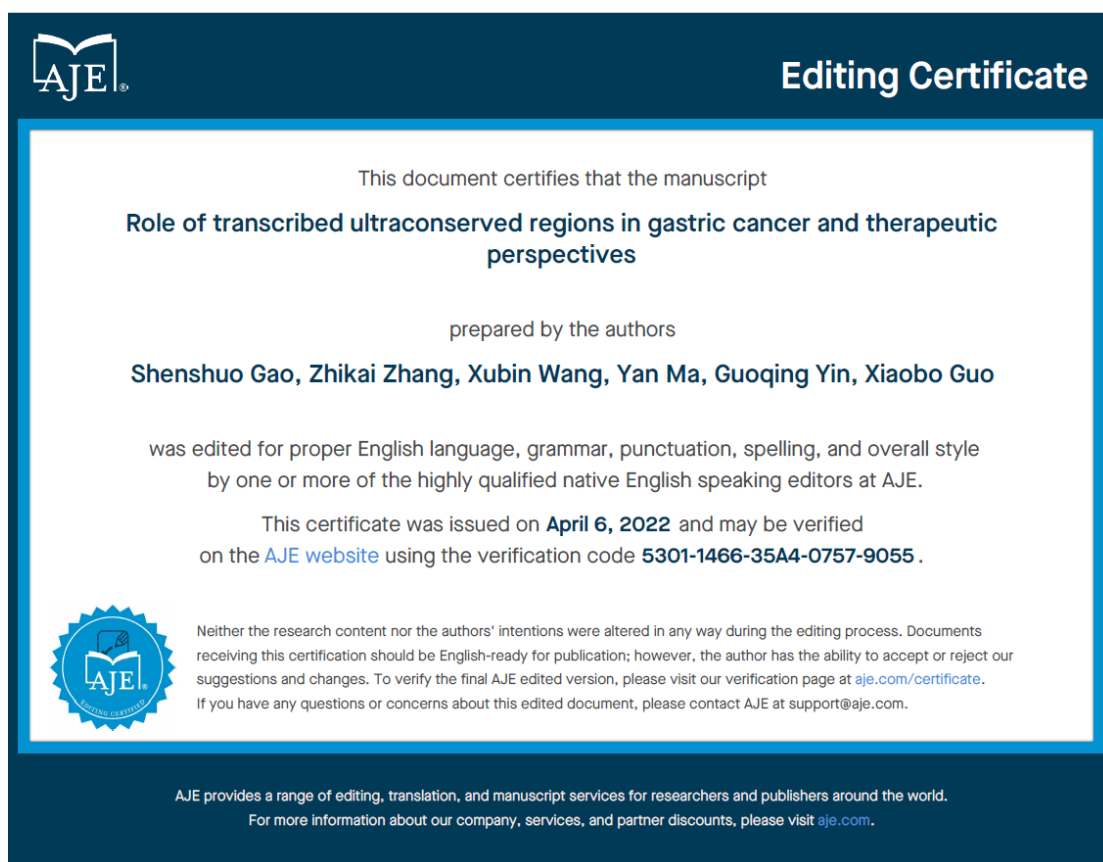 AJE®
Editing Certificate
This document certifies that the manuscript
Role of transcribed ultraconserved regions in gastric cancer and therapeutic
perspectives
prepared by the authors
Shenshuo Gao, Zhikai Zhang, Xubin Wang, Yan Ma, Guoqing Yin, Xiaobo Guo
was edited for proper English language, grammar, punctuation, spelling, and overall style
by one or more of the highly qualified native English speaking editors at AJE.
This certificate was issued on April 6, 2022 and may be verified
on the AJE website using the verification code 5301-1466-35A4-0757-9055 .
Neither the research content nor the authors' intentions were altered in any way during the editing process. Documents
receiving this certification should be English-ready for publication; however, the author has the ability to accept or reject our
suggestions and changes. To verify the final AJE edited version, please visit our verification page at aje.com/certificate.
If you have any questions or concerns about this edited document, please contact AJE at support@aje.com.
AJE®
EDITING CERTIFIED
AJE provides a range of editing, translation, and manuscript services for researchers and publishers around the world.
For more information about our company, services, and partner discounts, please visit aje.com.